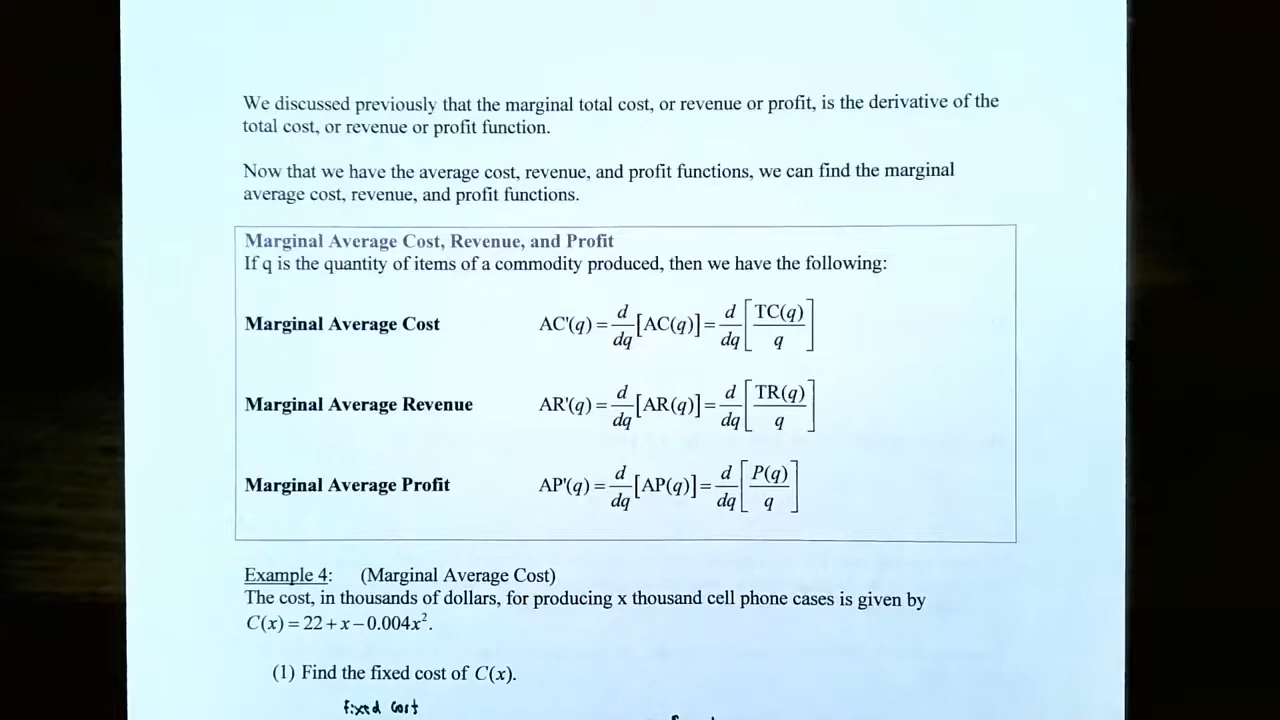 We discussed previously that the marginal total cost, or revenue or profit, is the derivative of the
total cost, or revenue or profit function.
Now that we have the average cost, revenue, and profit functions, we can find the marginal
average cost, revenue, and profit functions.
Marginal Average Cost, Revenue, and Profit
If q is the quantity of items of a commodity produced, then we have the following:
Marginal Average Cost AC'(q) = d/dq [AC(q)] = d/dq [TC(q)/q]
Marginal Average Revenue AR'(q) = d/dq [AR(q)] = d/dq [TR(q)/q]
Marginal Average Profit AP'(q) = d/dq [AP(q)] = d/dq [P(q)/q]
Example 4: (Marginal Average Cost)
The cost, in thousands of dollars, for producing x thousand cell phone cases is given by
C(x) = 22 + x − 0.004x².
(1) Find the fixed cost of C(x).
fixed cost